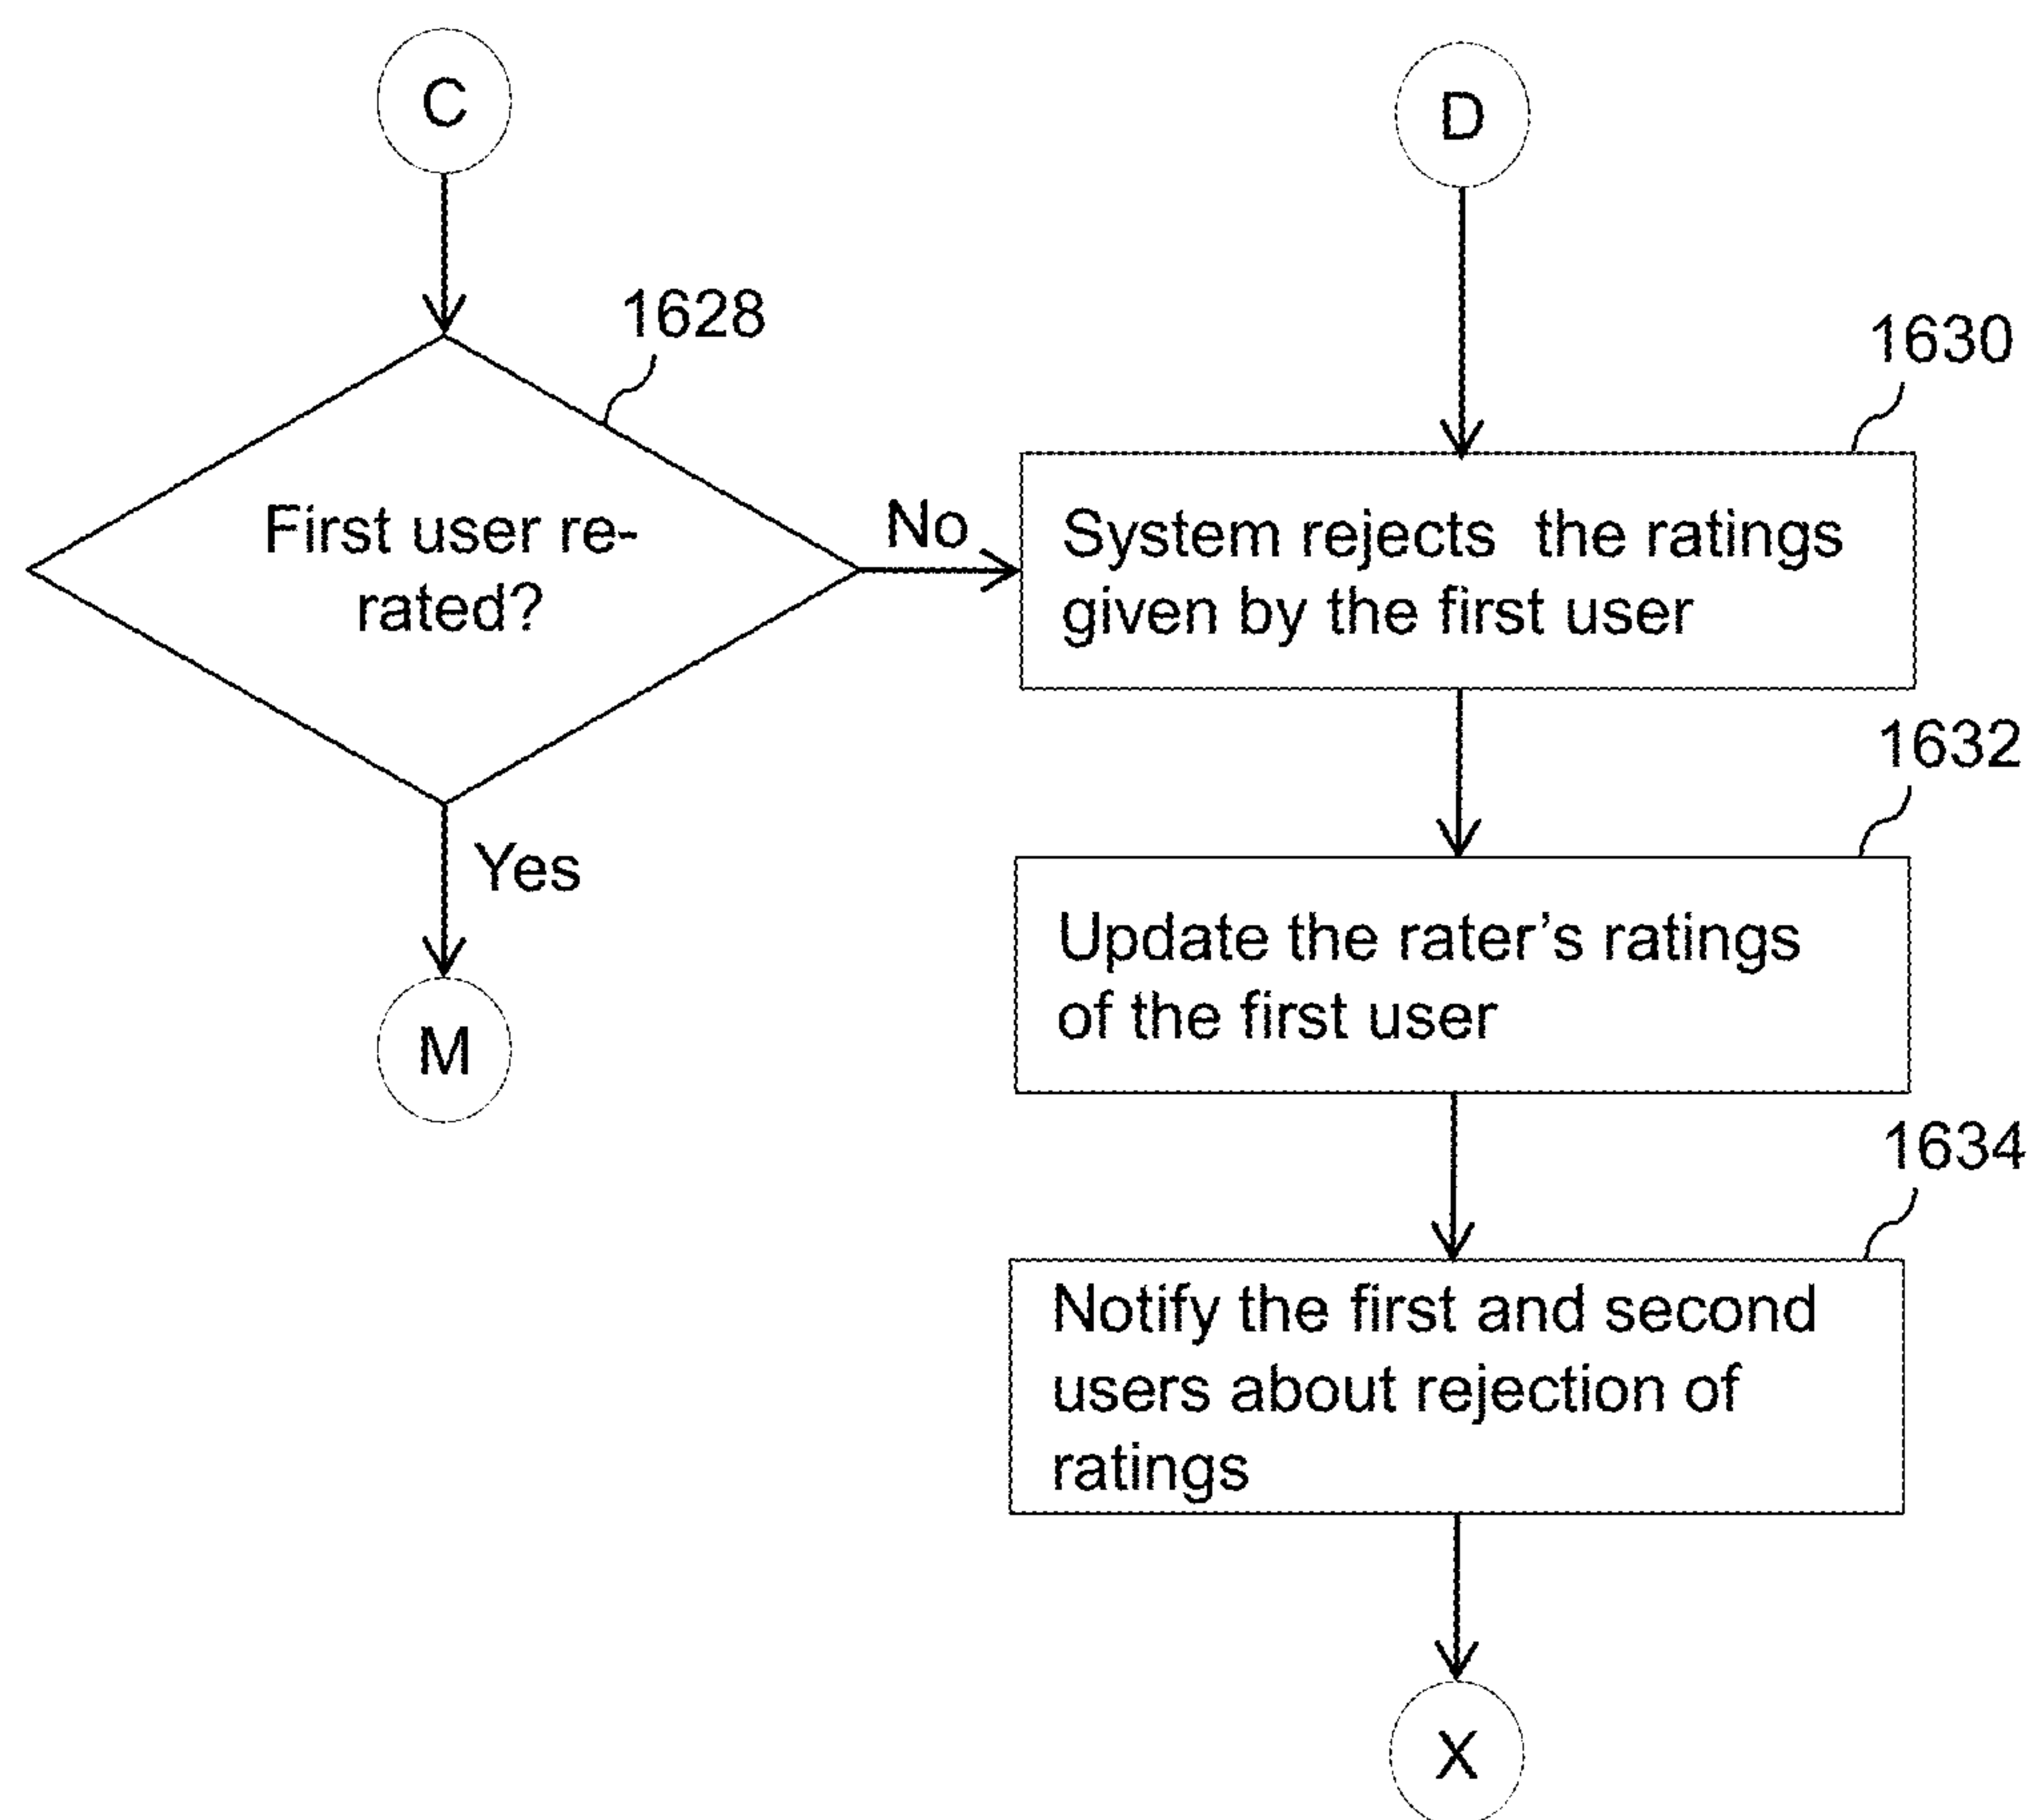 C
D
1628
1630
First user re-
rated?
No
System rejects the ratings
given by the first user
1632
Yes
Update the rater's ratings
of the first user
M
1634
Notify the first and second
users about rejection of
ratings
X